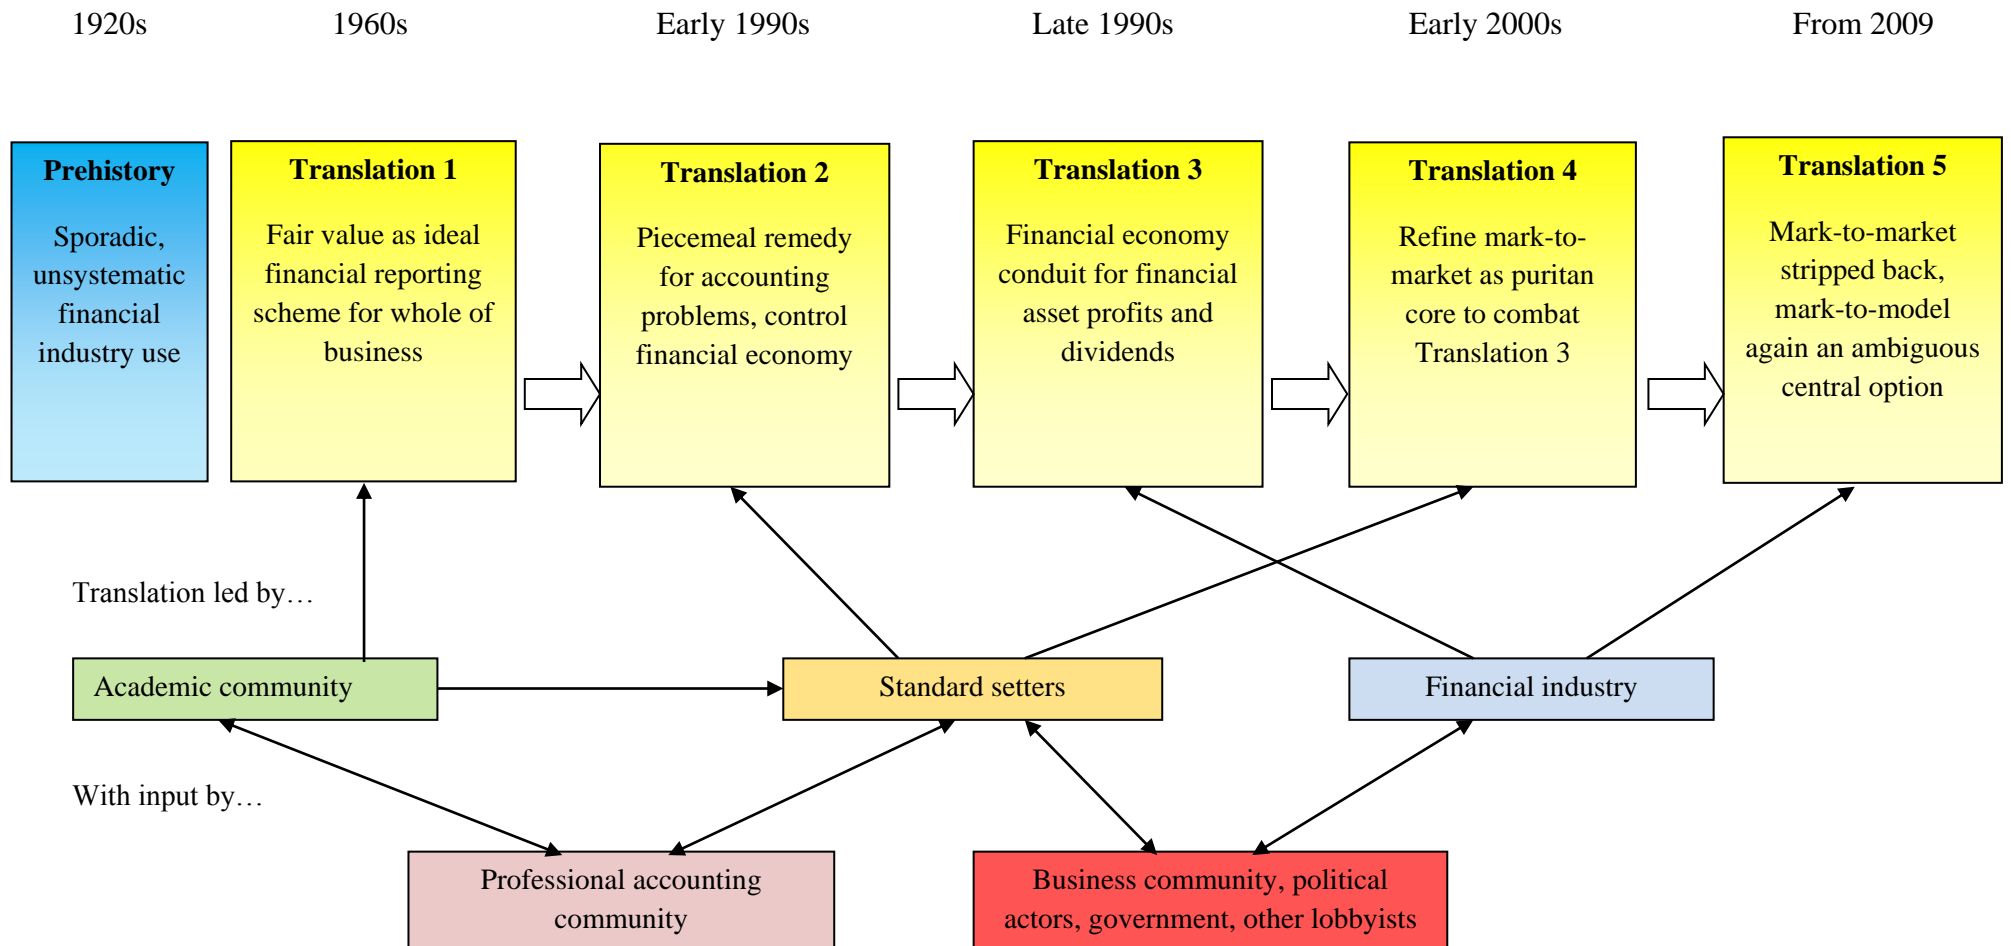 1920s
1960s
Early 1990s
Late 1990s
Early 2000s
From 2009
Prehistory
Sporadic,
unsystematic
financial
industry use
Translation 1
Fair value as ideal
financial reporting
scheme for whole of
business
Translation 2
Piecemeal remedy
for accounting
problems, control
financial economy
Translation 3
Financial economy
conduit for financial
asset profits and
dividends
Translation 4
Refine mark-to-
market as puritan
core to combat
Translation 3
Translation 5
Mark-to-market
stripped back,
mark-to-model
again an ambiguous
central option
Translation led by…
Academic community
Standard setters
Financial industry
With input by…
Professional accounting
community
Business community, political
actors, government, other lobbyists